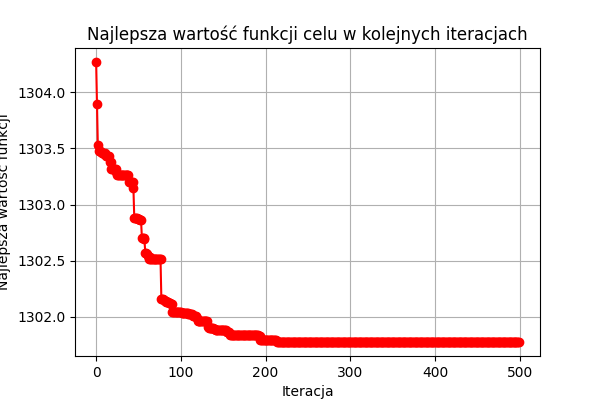 Najlepsza wartość funkcji celu w kolejnych iteracjach
Najlepsza wartość funkcji
1304.0
1303.5
1303.0
1302.5
1302.0
0 100 200 300 400 500
Iteracja